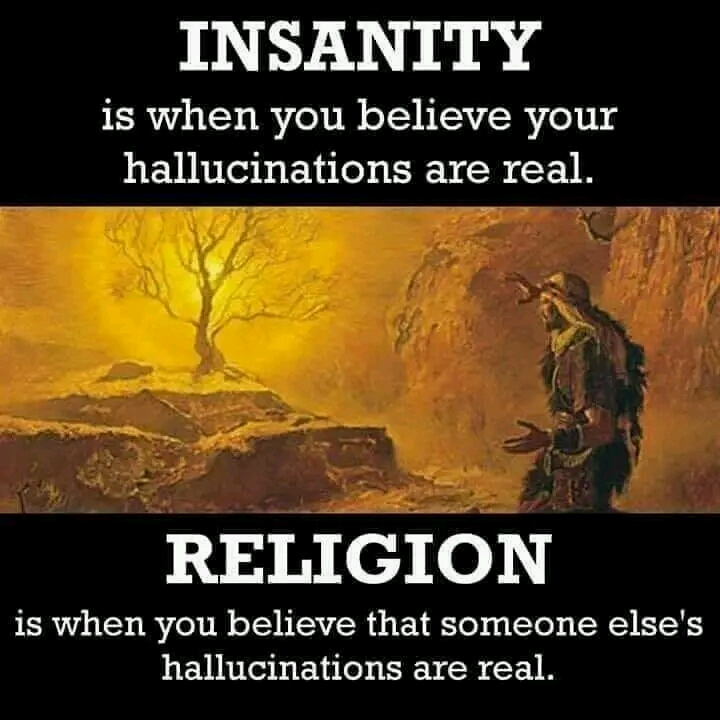 INSANITY
is when you believe your
hallucinations are real.
RELIGION
is when you believe that someone else's
hallucinations are real.